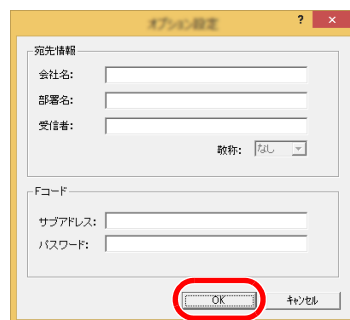 オプション設定
? ×
宛先情報
会社名:
部署名:
受信者:
敬称: なし
Fコード
サブアドレス:
パスワード:
OK キャンセル